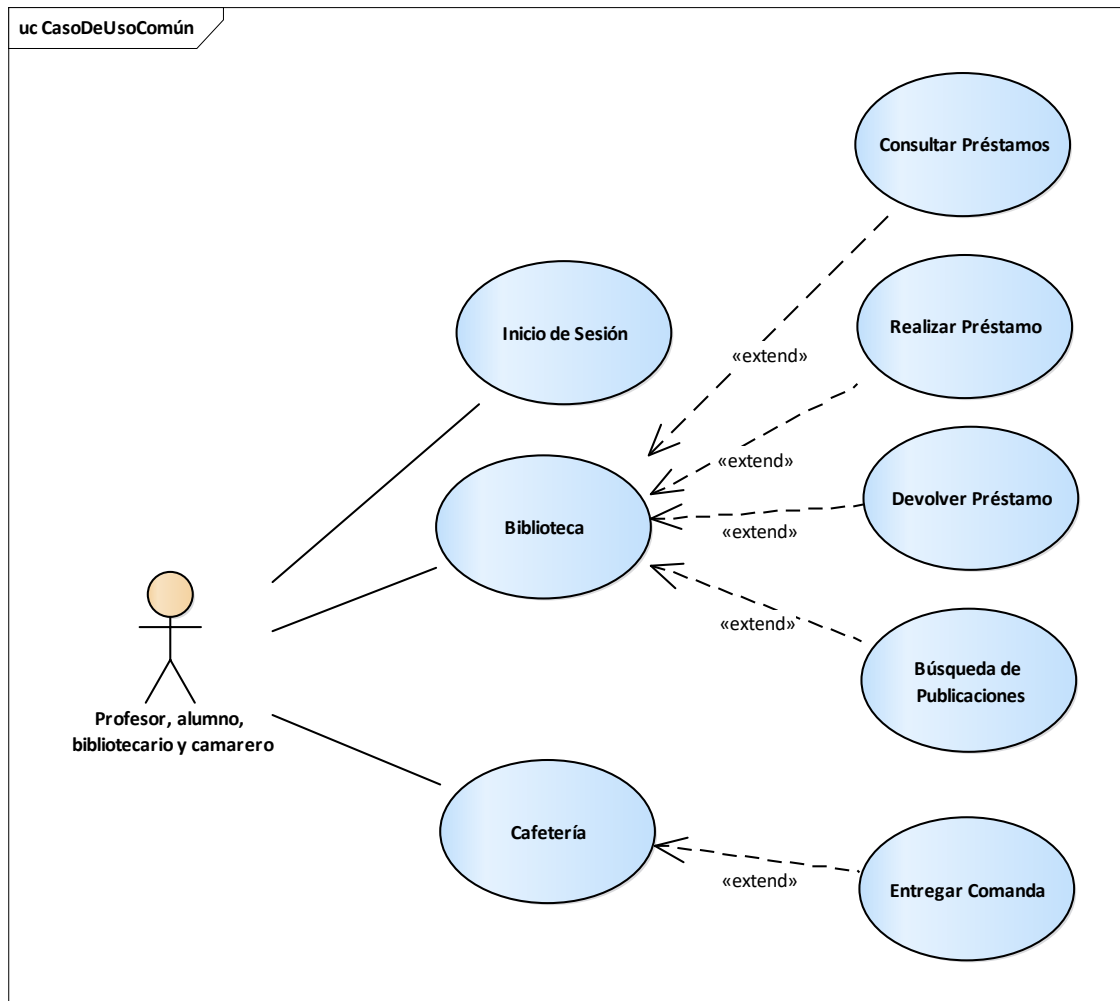 uc CasoDeUsoComún
Consultar Préstamos
Realizar Préstamo
Inicio de Sesión
«extend»
«extend»
Devolver Préstamo
Biblioteca
«extend»
«extend»
Búsqueda de
Publicaciones
Profesor, alumno,
bibliotecario y camarero
Cafetería
«extend»
Entregar Comanda